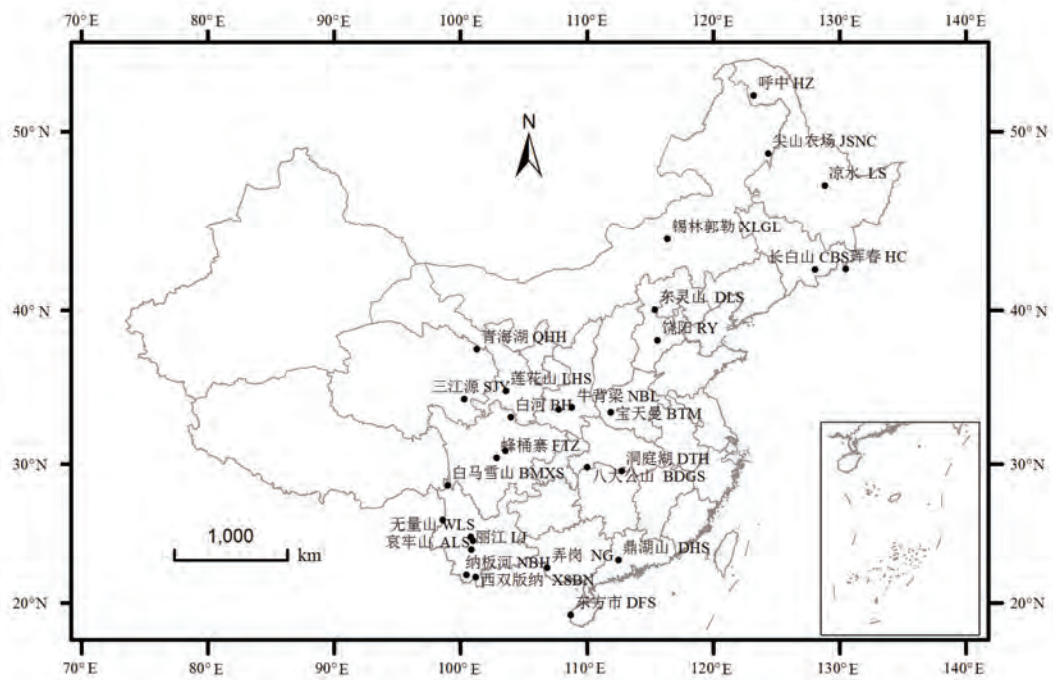 70°E 80°E 90°E 100°E 110°E 120°E 130°E 140°E
呼中 HZ
N
50°N 50°N
尖山农场 JSNC
凉水 LS
锡林郭勒 XLGL
长白山 CBS 珲春 HC
东灵山 DLS
40°N 40°N
饶阳 RY
青海湖 QHH
莲花山 LHS
三江源 SJY
牛背梁 NBL
白河 BH
宝天曼 BTM
蜂桶寨 FTZ
洞庭湖 DTH
30°N 30°N
白马雪山 BMXS
八大公山 BDGS
无量山 WLS
1,000
km
丽江 LJ
哀牢山 ALS
弄岗 NG
鼎湖山 DHS
纳板河 NBH
西双版纳 XSBN
20°N 20°N
东方市 DFS
70°E 80°E 90°E 100°E 110°E 120°E 130°E 140°E